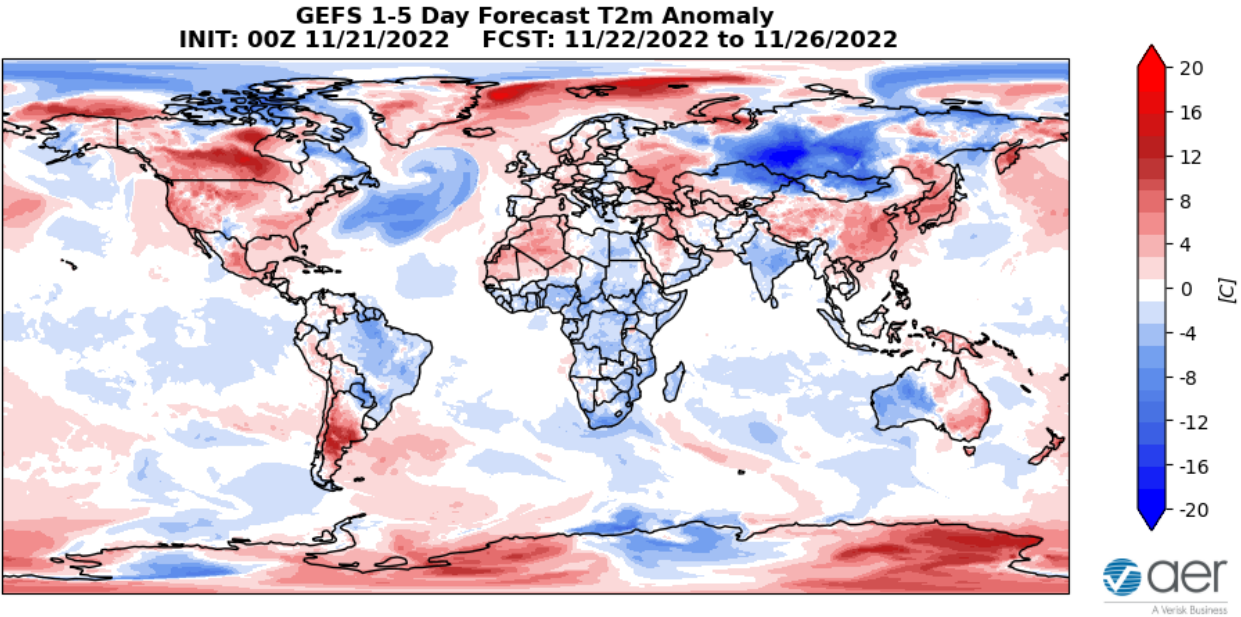 GEFS 1-5 Day Forecast T2m Anomaly
INIT: 00Z 11/21/2022    FCST: 11/22/2022 to 11/26/2022
20
16
12
8
4
0
-4
-8
-12
-16
-20
[C]
aer
A Verisk Business